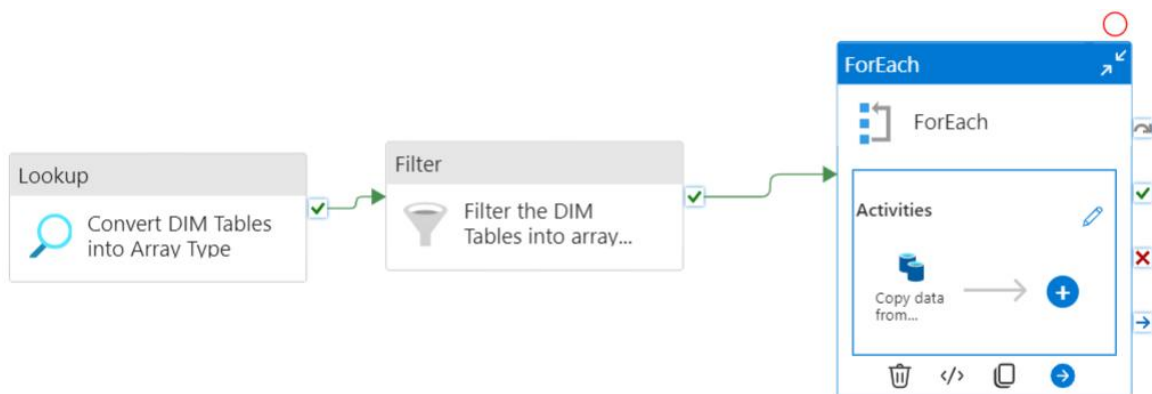 Lookup
Convert DIM Tables
into Array Type
Filter
Filter the DIM
Tables into array...
ForEach
ForEach
Activities
Copy data
from...